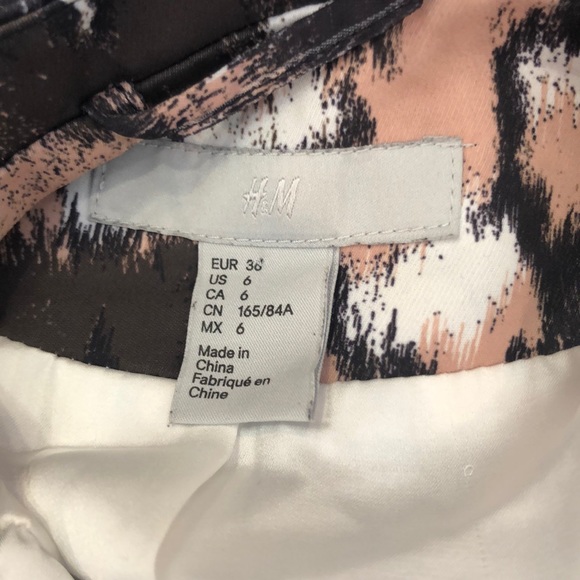 H&M
EUR 36
US 6
CA 6
CN 165/84A
MX 6
Made in
China
Fabriqué en
Chine